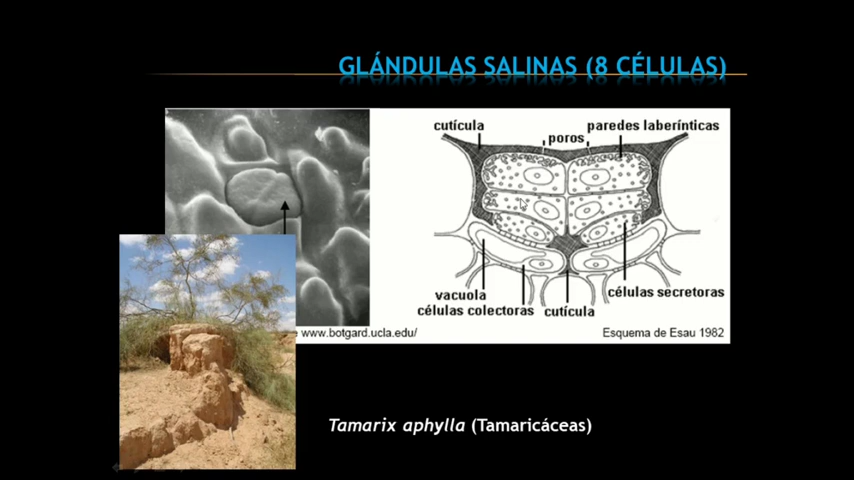 GLÁNDULAS SALINAS (8 CÉLULAS)
cutícula
poros
paredes laberínticas
vacuola
células colectoras
cutícula
células secretoras
www.botgard.ucla.edu/
Esquema de Esau 1982
Tamarix aphylla (Tamaricáceas)